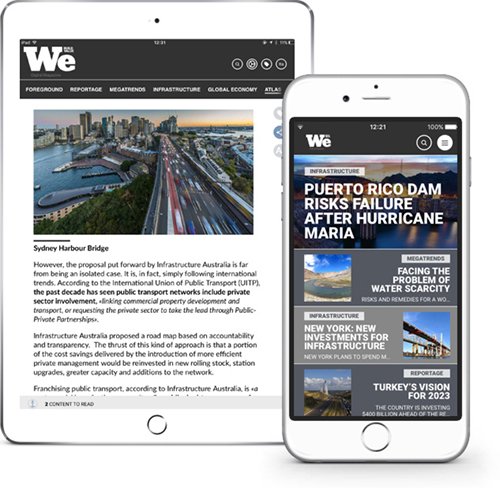 iPad
12:31
We
Digital Magazine
FOREGROUND REPORTAGE MEGATRENDS INFRASTRUCTURE GLOBAL ECONOMY ATLAS
Sydney Harbour Bridge
However, the proposal put forward by Infrastructure Australia is far
from being an isolated case. It is, in fact, simply following international
trends. According to the International Union of Public Transport (UITP),
the past decade has seen public transport networks include private
sector involvement, «linking commercial property development and
transport, or requesting the private sector to take the lead through Public-
Private Partnerships».
Infrastructure Australia proposed a road map based on accountability
and transparency. The thrust of this kind of approach is that a portion
of the cost savings delivered by the introduction of more efficient
private management would be reinvested in new rolling stock, station
upgrades, greater capacity and additions to the network.
Franchising public transport, according to Infrastructure Australia, is «a
2 CONTENT TO READ
12:21
100%
We
INFRASTRUCTURE
PUERTO RICO DAM
RISKS FAILURE
AFTER HURRICANE
MARIA
MEGATRENDS
FACING THE
PROBLEM OF
WATER SCARCITY
RISKS AND REMEDIES FOR A WO...
INFRASTRUCTURE
NEW YORK: NEW
INVESTMENTS FOR
INFRASTRUCTURE
NEW YORK PLANS TO SPEND M...
REPORTAGE
TURKEY'S VISION
FOR 2023
THE COUNTRY IS INVESTING
$400 BILLION AHEAD OF THE RE...